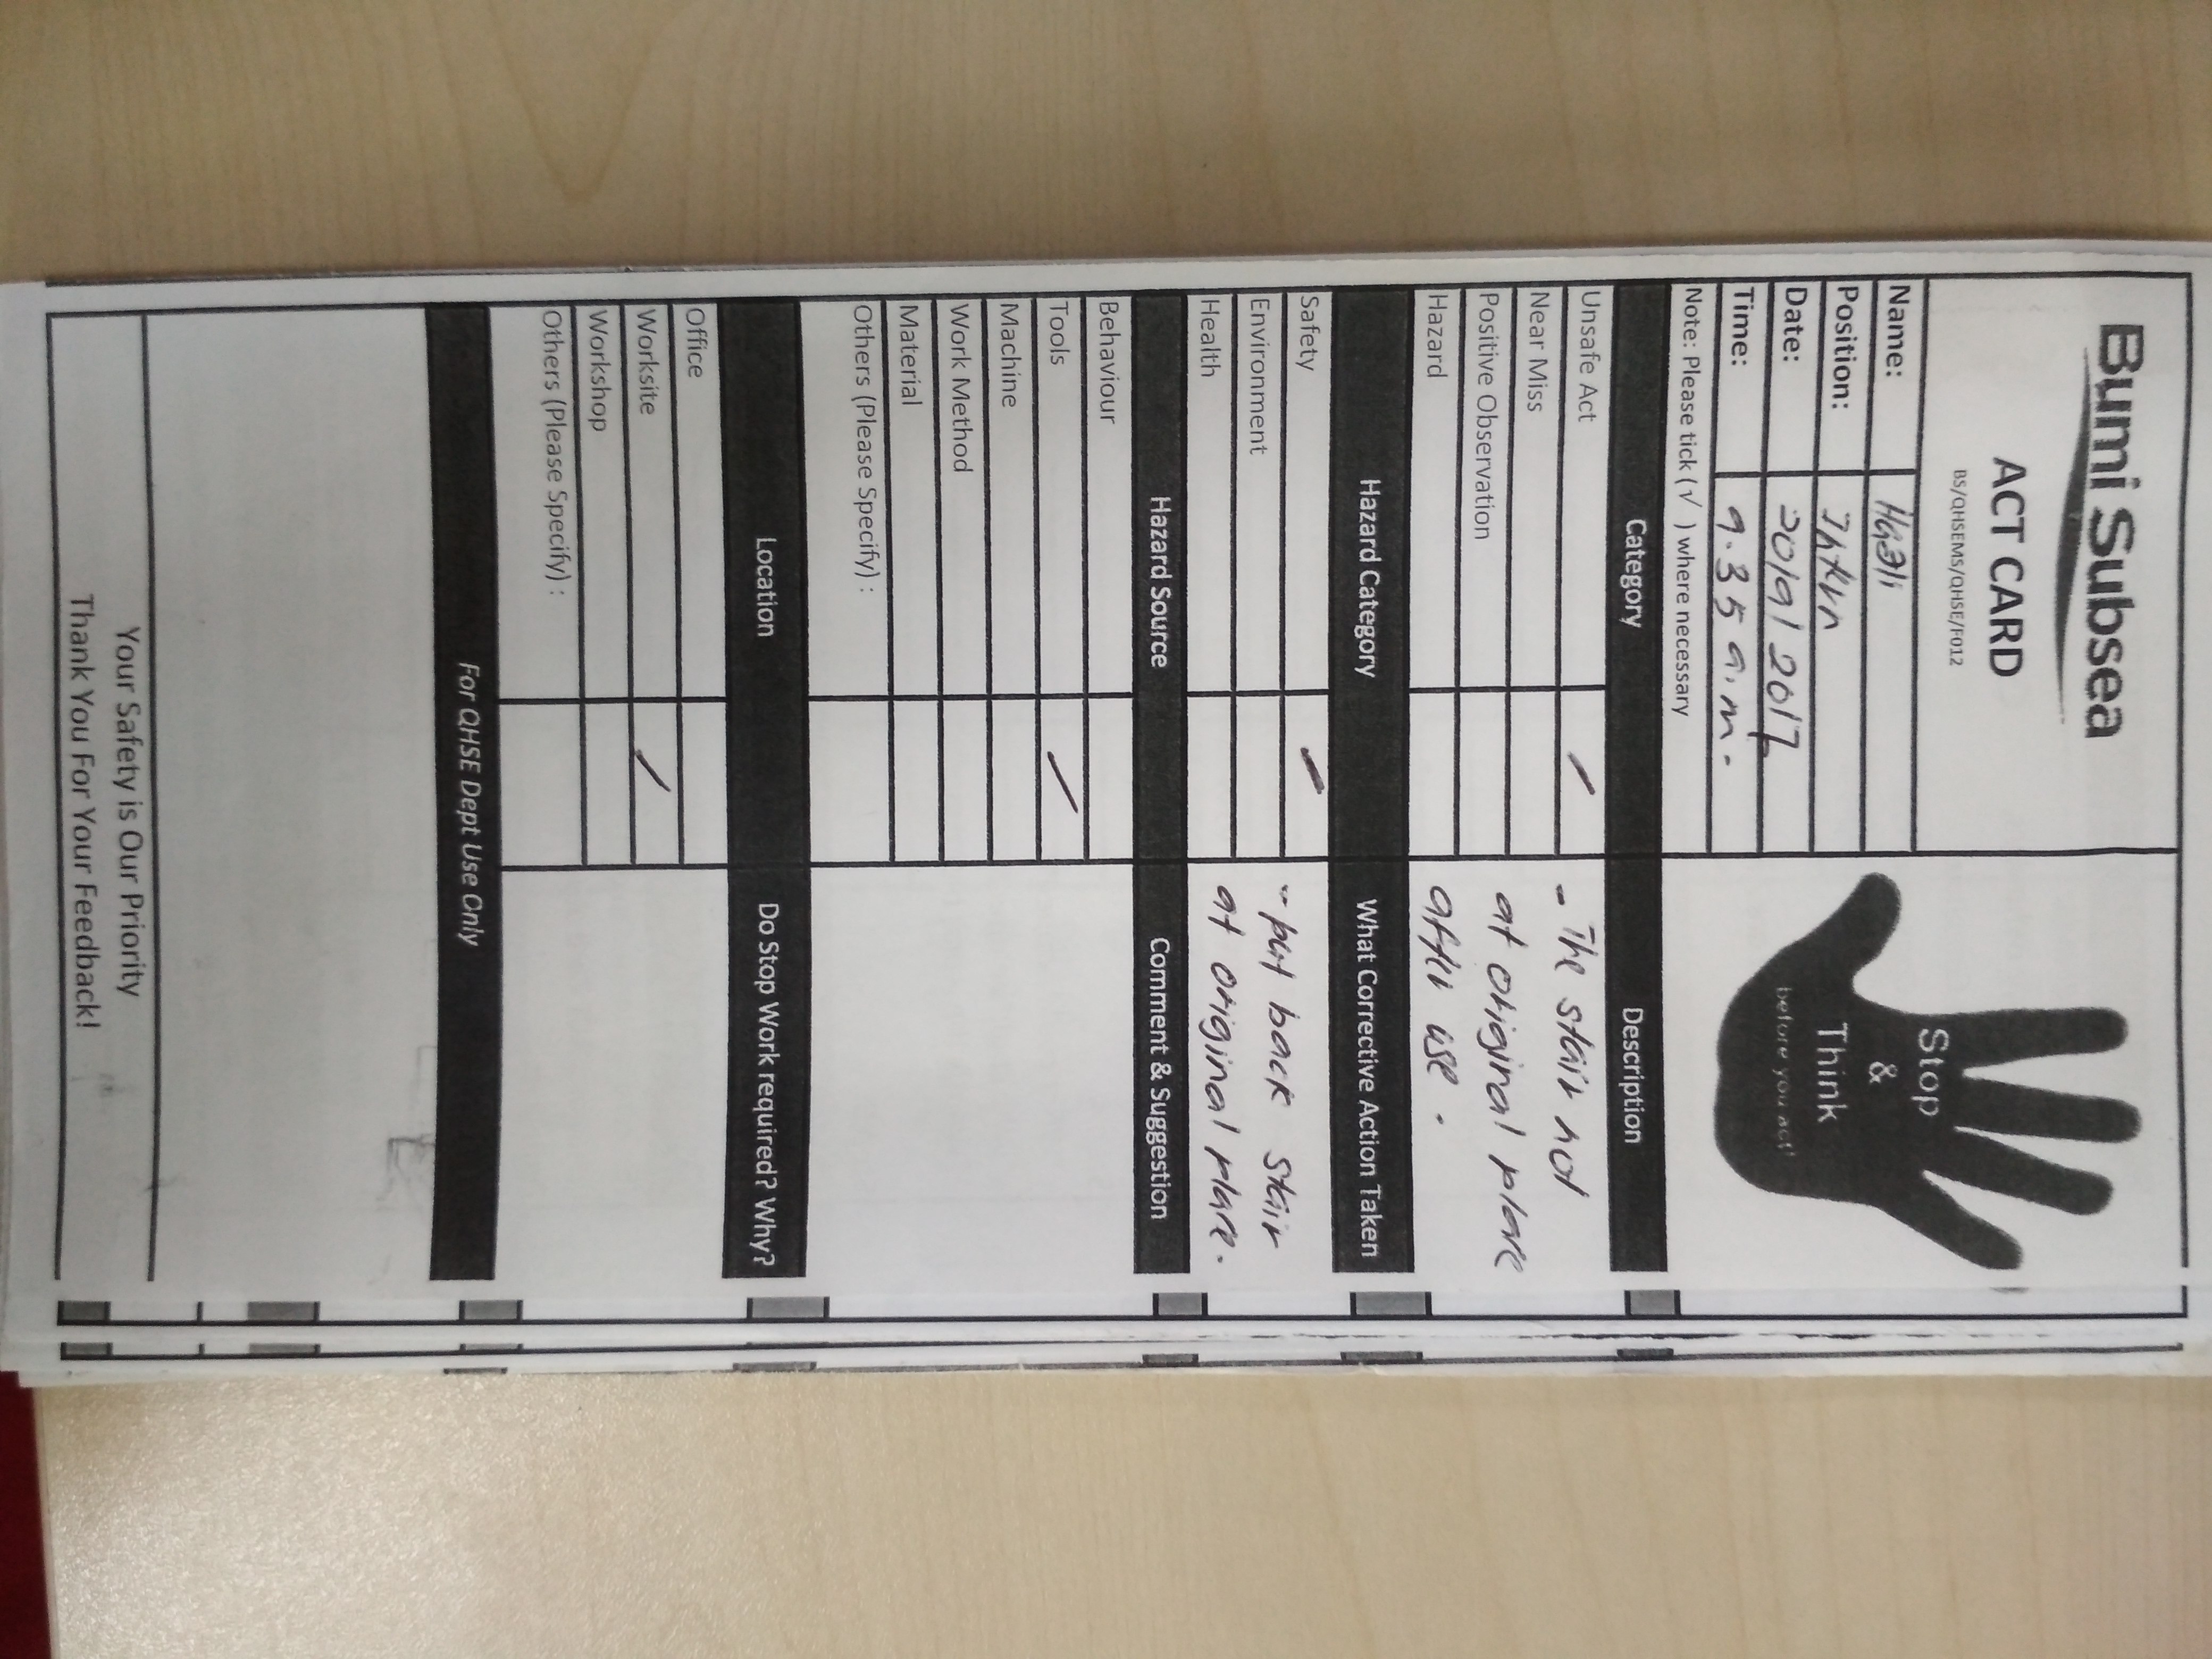 Bumi Subsea
ACT CARD
BS/QHSEMS/QHSE/F012
Stop
&
Think
before you act!
Name: Hazli
Position:
Date: 20/9/2017
Time: 9.35 a.m.
Note: Please tick (√ ) where necessary
Category Description
Unsafe Act /
Near Miss
Positive Observation
Hazard
- The stair not
at original place
after use.
Hazard Category What Corrective Action Taken
Safety /
Environment
Health
- put back stair
at original place.
Hazard Source Comment & Suggestion
Behaviour
Tools /
Machine
Work Method
Material
Others (Please Specify) :
Location Do Stop Work required? Why?
Office
Worksite /
Workshop
Others (Please Specify) :
For QHSE Dept Use Only
Your Safety is Our Priority
Thank You For Your Feedback!